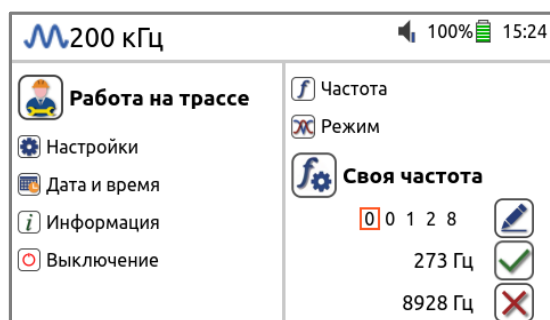 200 кГц
100% 15:24
Работа на трассе
Настройки
Дата и время
i Информация
Выключение
f Частота
Режим
f Своя частота
0 0 1 2 8
273 Гц
8928 Гц